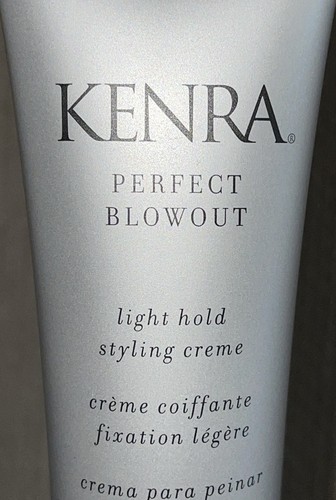 KENRA®
PERFECT
BLOWOUT
light hold
styling creme
crème coiffante
fixation légère
crema para peinar